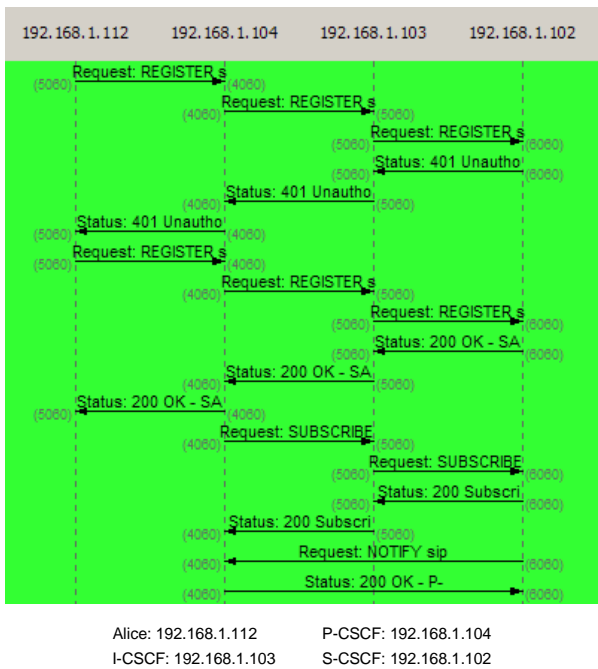 192.168.1.112 192.168.1.104 192.168.1.103 192.168.1.102
Request: REGISTER s
(5060) (4060)
Request: REGISTER s
(4060) (5060)
Request: REGISTER s
(5060) (6060)
Status: 401 Unautho
(5060) (6060)
Status: 401 Unautho
(4060) (5060)
Status: 401 Unautho
(5060) (4060)
Request: REGISTER s
(5060) (4060)
Request: REGISTER s
(4060) (5060)
Request: REGISTER s
(5060) (6060)
Status: 200 OK - SA
(5060) (6060)
Status: 200 OK - SA
(4060) (5060)
Status: 200 OK - SA
(5060) (4060)
Request: SUBSCRIBE
(4060) (5060)
Request: SUBSCRIBE
(5060) (6060)
Status: 200 Subscri
(5060) (6060)
Status: 200 Subscri
(4060) (5060)
Request: NOTIFY sip
(4060) (6060)
Status: 200 OK - P-
(4060) (6060)
Alice: 192.168.1.112 P-CSCF: 192.168.1.104
I-CSCF: 192.168.1.103 S-CSCF: 192.168.1.102